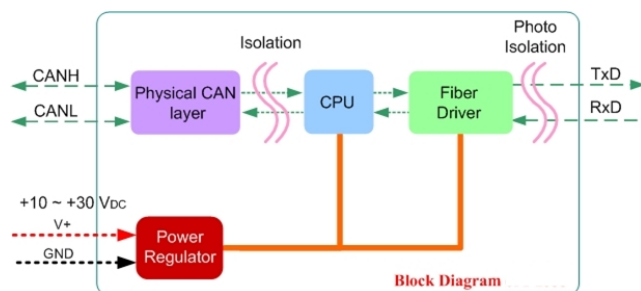 Isolation
Photo
Isolation
CANH
CANL
Physical CAN
layer
CPU
Fiber
Driver
TxD
RxD
+10 ~ +30 VDC
V+
GND
Power
Regulator
Block Diagram